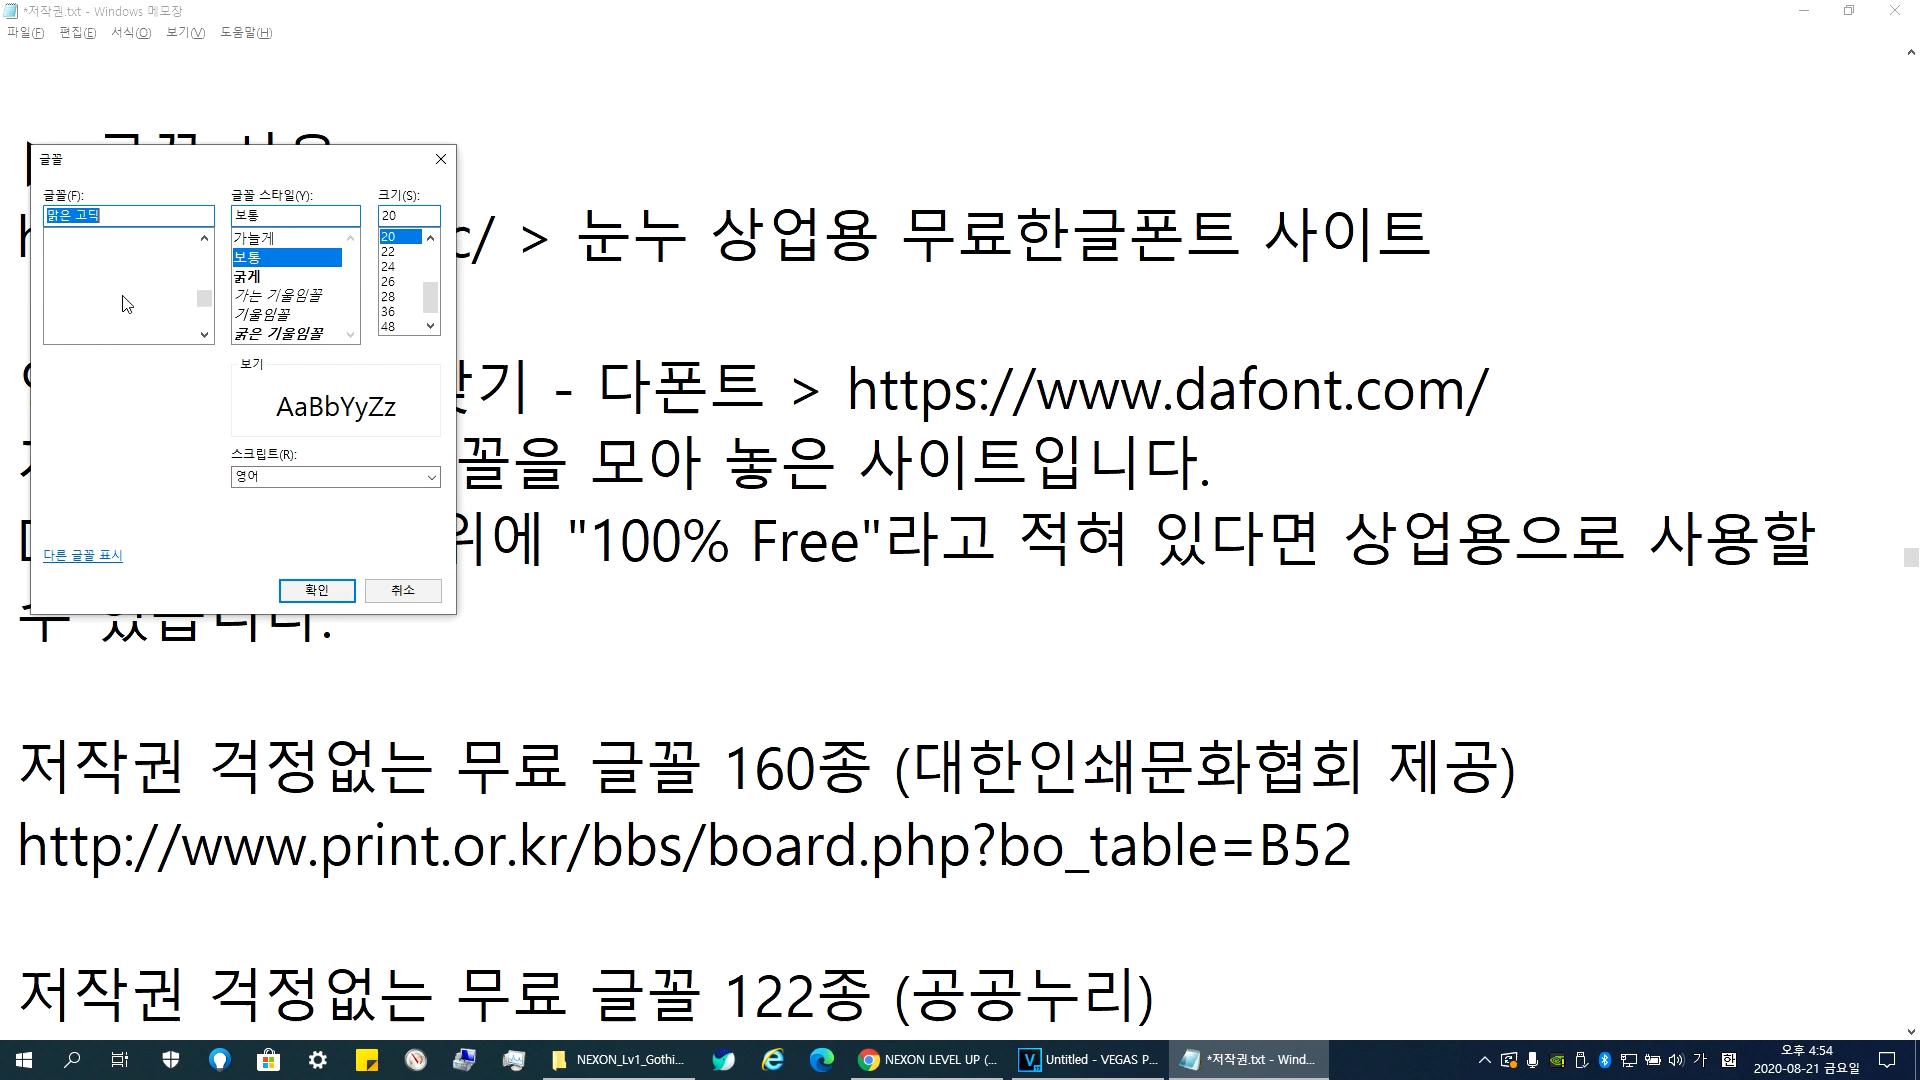 *저작권.txt - Windows 메모장
파일(F) 편집(E) 서식(O) 보기(V) 도움말(H)
글꼴
글꼴(F):
맑은 고딕
글꼴 스타일(Y):
보통
가늘게
보통
굵게
가는 기울임꼴
기울임꼴
굵은 기울임꼴
크기(S):
20
20
22
24
26
28
36
48
보기
AaBbYyZz
스크립트(R):
영어
다른 글꼴 표시
확인 취소
c/ > 눈누 상업용 무료한글폰트 사이트
찾기 - 다폰트 > https://www.dafont.com/
꼴을 모아 놓은 사이트입니다.
위에 "100% Free"라고 적혀 있다면 상업용으로 사용할
수 있습니다.
저작권 걱정없는 무료 글꼴 160종 (대한인쇄문화협회 제공)
http://www.print.or.kr/bbs/board.php?bo_table=B52
저작권 걱정없는 무료 글꼴 122종 (공공누리)
NEXON_Lv1_Gothi... NEXON LEVEL UP (... Untitled - VEGAS P... *저작권.txt - Wind...
가 한
오후 4:54
2020-08-21 금요일